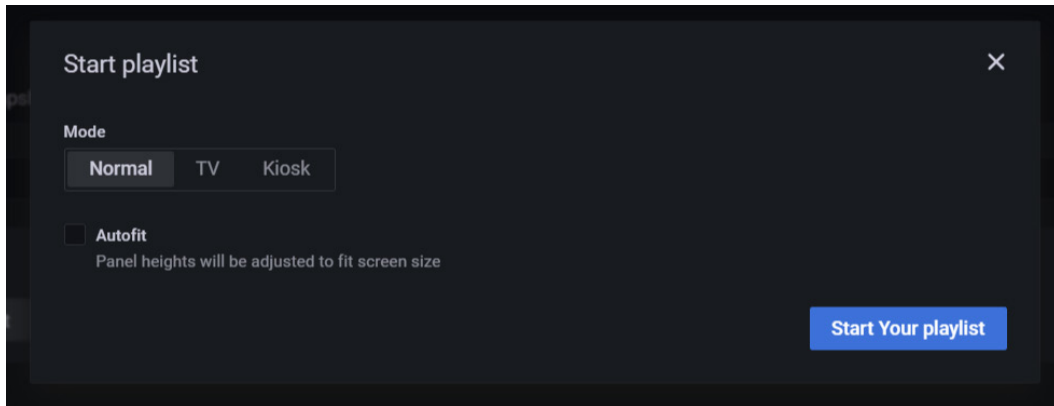 Start playlist
Mode
Normal TV Kiosk
Autofit
Panel heights will be adjusted to fit screen size
Start Your playlist